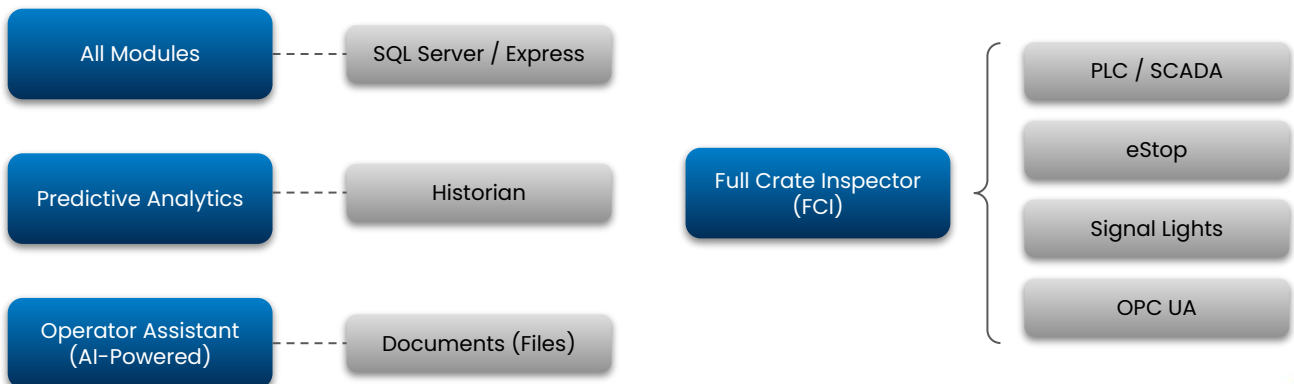 All Modules
SQL Server / Express
Predictive Analytics
Historian
Operator Assistant
(AI-Powered)
Documents (Files)
Full Crate Inspector
(FCI)
PLC / SCADA
eStop
Signal Lights
OPC UA